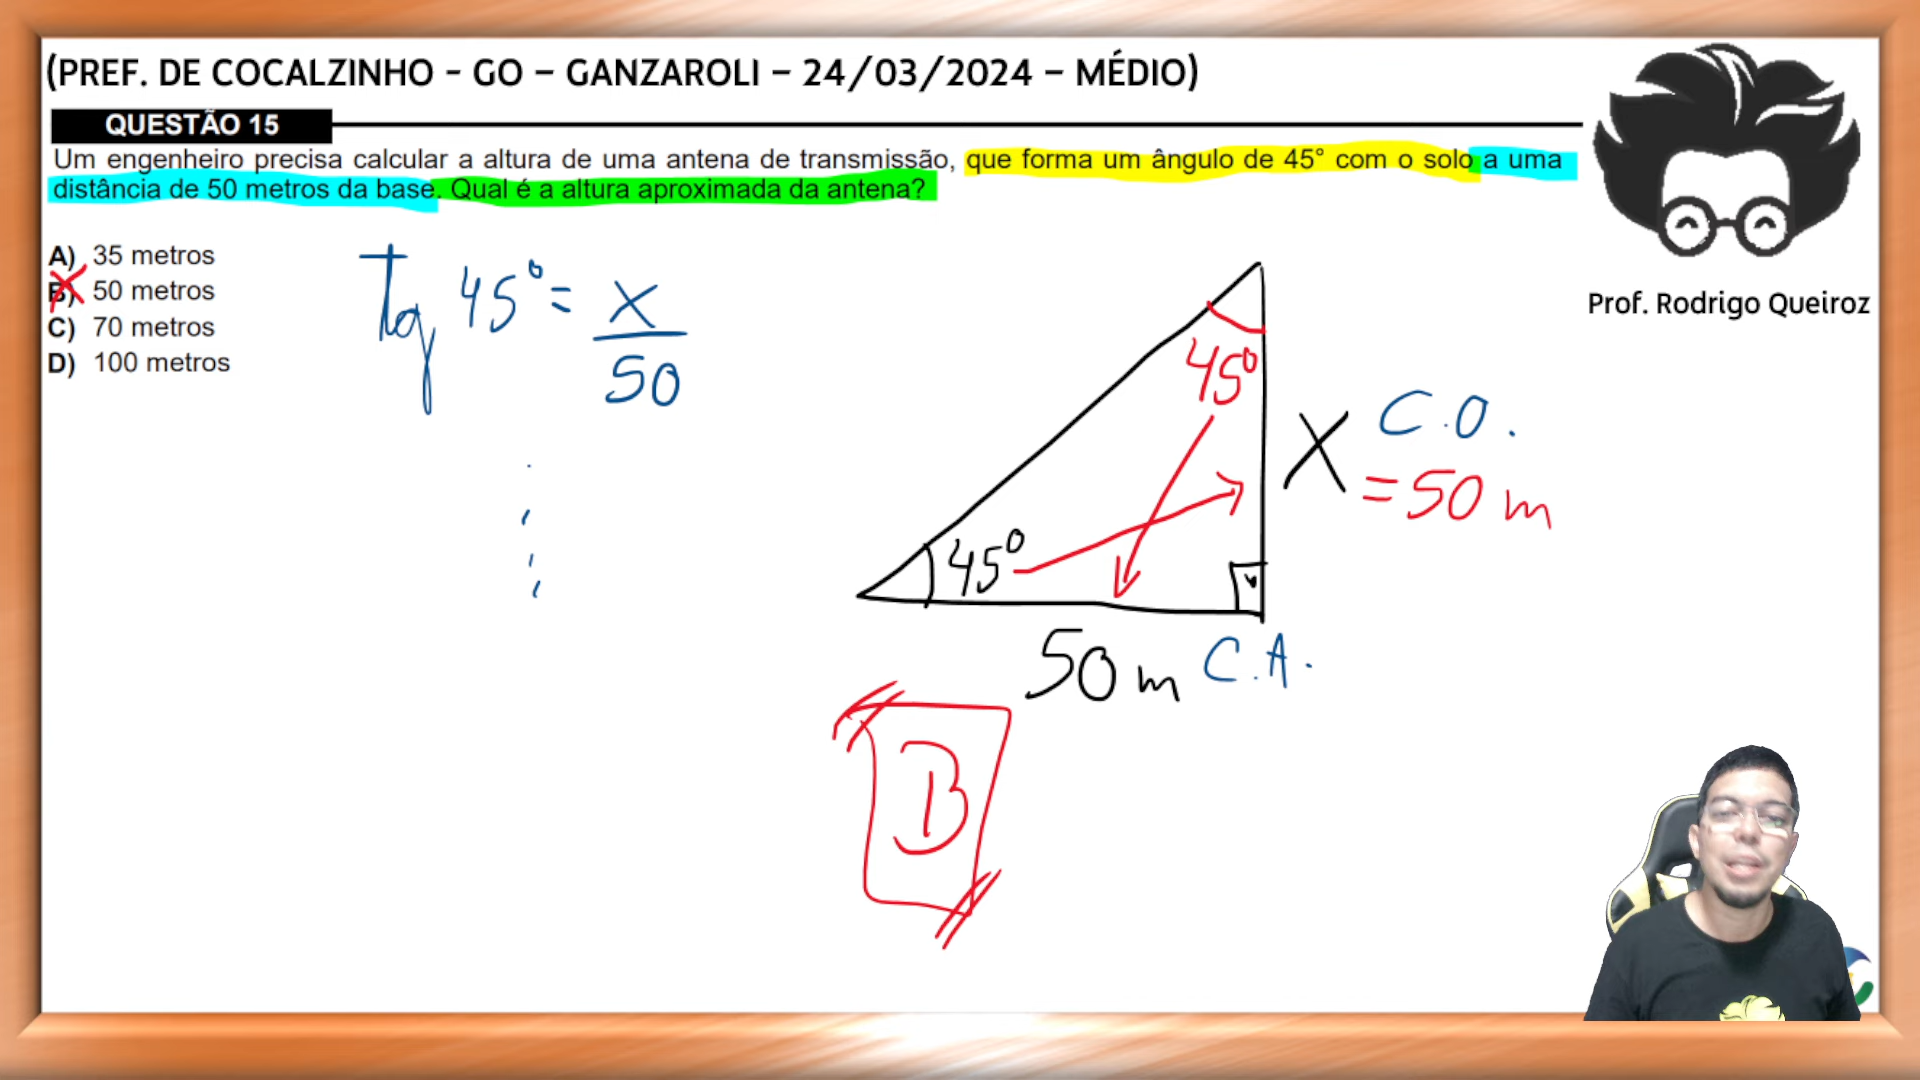 (PREF. DE COCALZINHO - GO – GANZAROLI – 24/03/2024 – MÉDIO)
QUESTÃO 15
Um engenheiro precisa calcular a altura de uma antena de transmissão, que forma um ângulo de 45° com o solo a uma
distância de 50 metros da base. Qual é a altura aproximada da antena?
A) 35 metros
B) 50 metros
C) 70 metros
D) 100 metros
Prof. Rodrigo Queiroz
Tg 45° = x
50
45°
45°
X C.O.
= 50 m
50 m C.A.
B